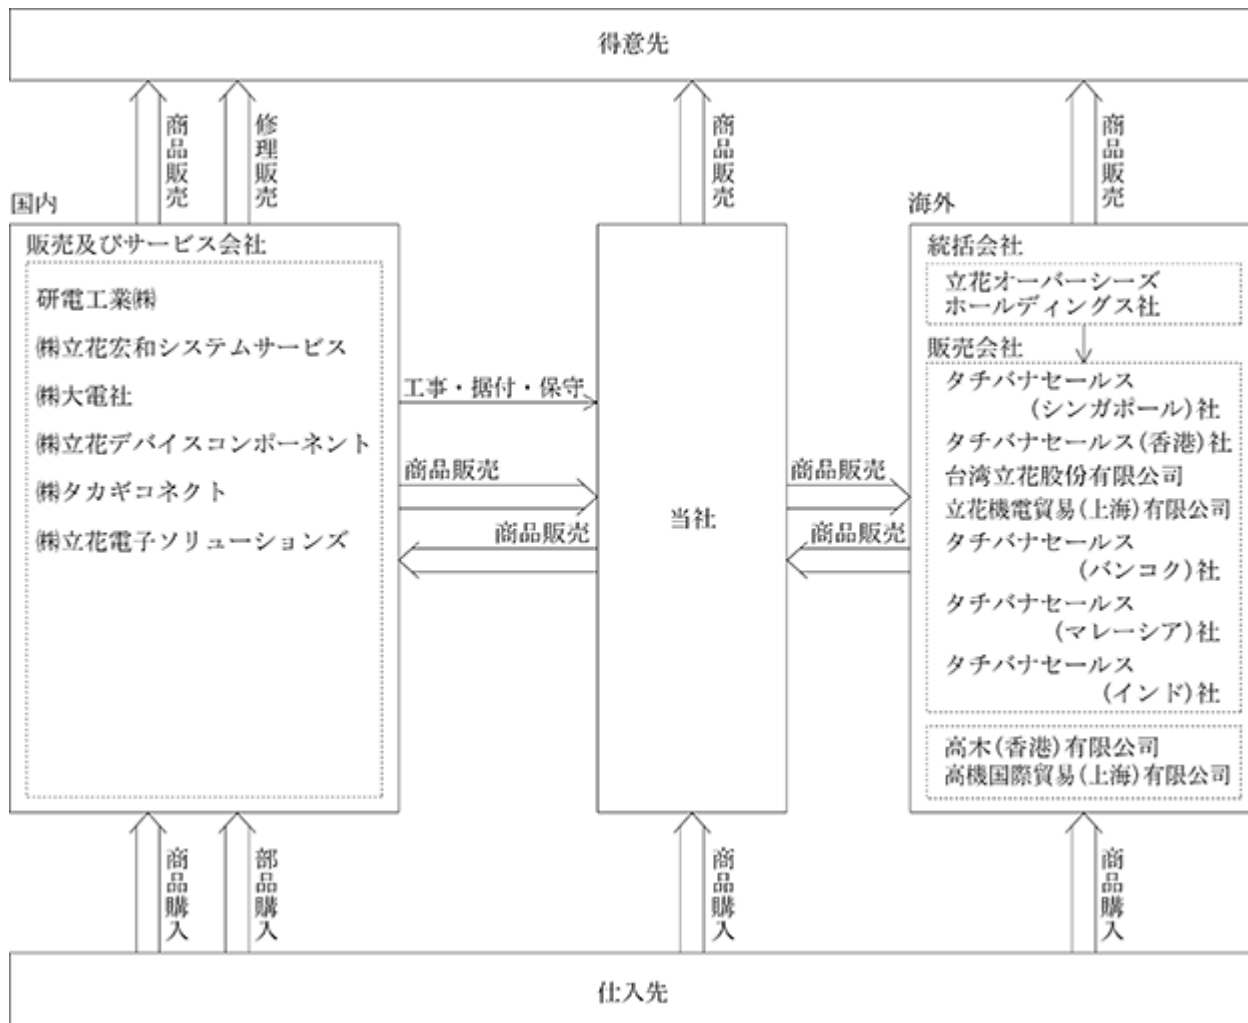 得意先
商品販売
修理販売
商品販売
商品販売
国内
海外
販売及びサービス会社
研電工業㈱
㈱立花宏和システムサービス
㈱大電社
㈱立花デバイスコンポーネント
㈱タカギコネクト
㈱立花電子ソリューションズ
工事・据付・保守
商品販売
商品販売
当社
商品販売
商品販売
統括会社
立花オーバーシーズ
ホールディングス社
販売会社
タチバナセールス
(シンガポール)社
タチバナセールス(香港)社
台湾立花股份有限公司
立花機電貿易(上海)有限公司
タチバナセールス
(バンコク)社
タチバナセールス
(マレーシア)社
タチバナセールス
(インド)社
高木(香港)有限公司
高機国際貿易(上海)有限公司
商品購入
部品購入
商品購入
商品購入
仕入先